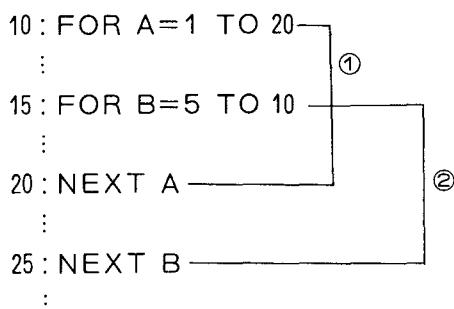 10: FOR A=1 TO 20
⋮
①
15: FOR B=5 TO 10
⋮
20: NEXT A
②
⋮
25: NEXT B
⋮